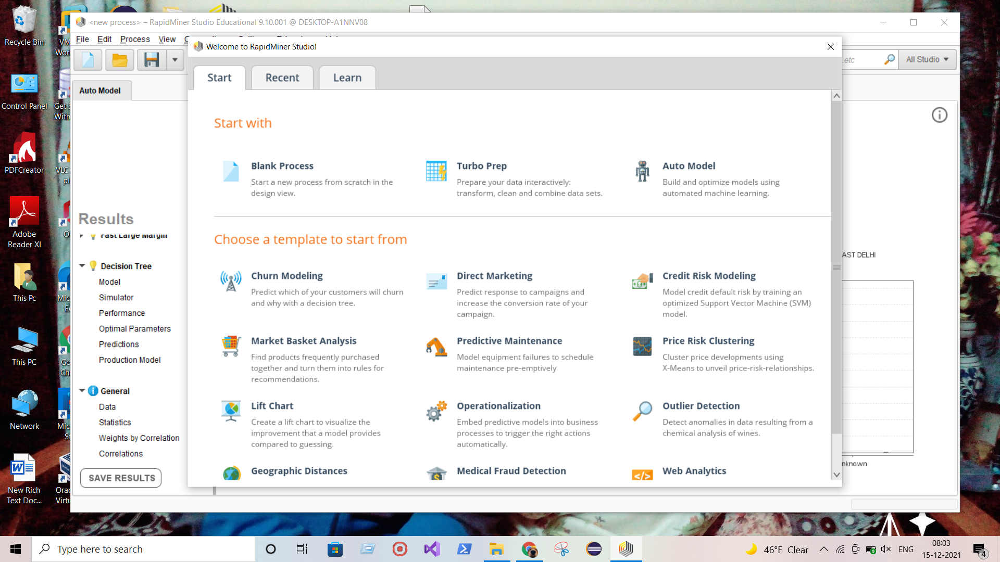 Recycle Bin
Control Panel
PDFCreator
Adobe
Reader XI
This Pc
This PC
Network
New Rich
Text Doc...
<new process> – RapidMiner Studio Educational 9.10.001 @ DESKTOP-A1NNV08
File Edit Process View
.etc
All Studio
Auto Model
Results
Fast Large Margin
Decision Tree
Model
Simulator
Performance
Optimal Parameters
Predictions
Production Model
General
Data
Statistics
Weights by Correlation
Correlations
SAVE RESULTS
Welcome to RapidMiner Studio!
Start Recent Learn
Start with
Blank Process
Start a new process from scratch in the
design view.
Turbo Prep
Prepare your data interactively:
transform, clean and combine data sets.
Auto Model
Build and optimize models using
automated machine learning.
Choose a template to start from
Churn Modeling
Predict which of your customers will churn
and why with a decision tree.
Direct Marketing
Predict response to campaigns and
increase the conversion rate of your
campaign.
Credit Risk Modeling
Model credit default risk by training an
optimized Support Vector Machine (SVM)
model.
Market Basket Analysis
Find products frequently purchased
together and turn them into rules for
recommendations.
Predictive Maintenance
Model equipment failures to schedule
maintenance pre-emptively
Price Risk Clustering
Cluster price developments using
X-Means to unveil price-risk-relationships.
Lift Chart
Create a lift chart to visualize the
improvement that a model provides
compared to guessing.
Operationalization
Embed predictive models into business
processes to trigger the right actions
automatically.
Outlier Detection
Detect anomalies in data resulting from a
chemical analysis of wines.
Geographic Distances
Medical Fraud Detection
Web Analytics
AST DELHI
nknown
Type here to search
46°F Clear
ENG
08:03
15-12-2021
4